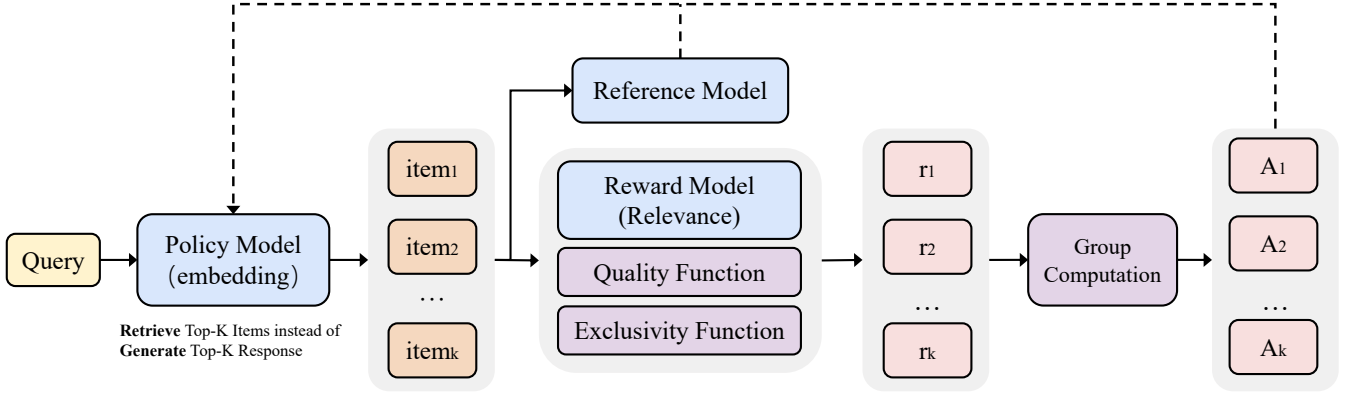 Reference Model
Query
Policy Model
(embedding)
Retrieve Top-K Items instead of
Generate Top-K Response
item1
item2
...
itemk
Reward Model
(Relevance)
Quality Function
Exclusivity Function
r1
r2
...
rk
Group
Computation
A1
A2
...
Ak